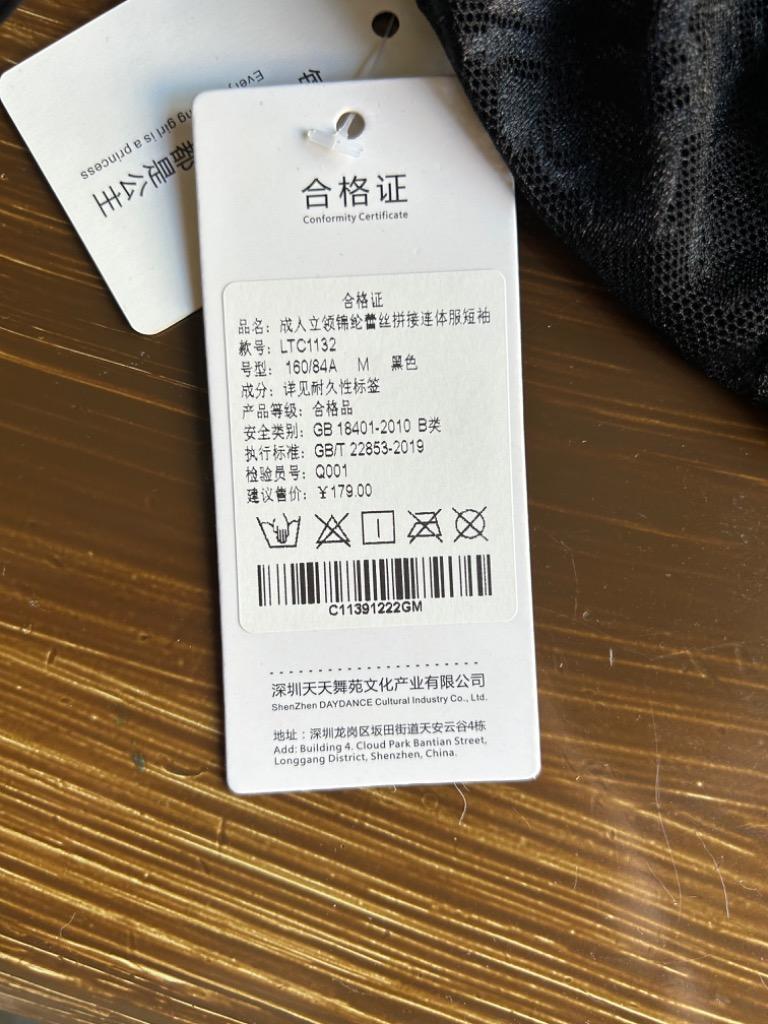 Every
ng girl is a princess
都是公主
合格证
Conformity Certificate
合格证
品名：成人立领锦纶蕾丝拼接连体服短袖
款号：LTC1132
号型：160/84A M 黑色
成分：详见耐久性标签
产品等级：合格品
安全类别：GB 18401-2010 B类
执行标准：GB/T 22853-2019
检验员号：Q001
建议售价：￥179.00
C11391222GM
深圳天天舞苑文化产业有限公司
ShenZhen DAYDANCE Cultural Industry Co., Ltd.
地址：深圳龙岗区坂田街道天安云谷4栋
Add: Building 4. Cloud Park Bantian Street,
Longgang District, Shenzhen, China.